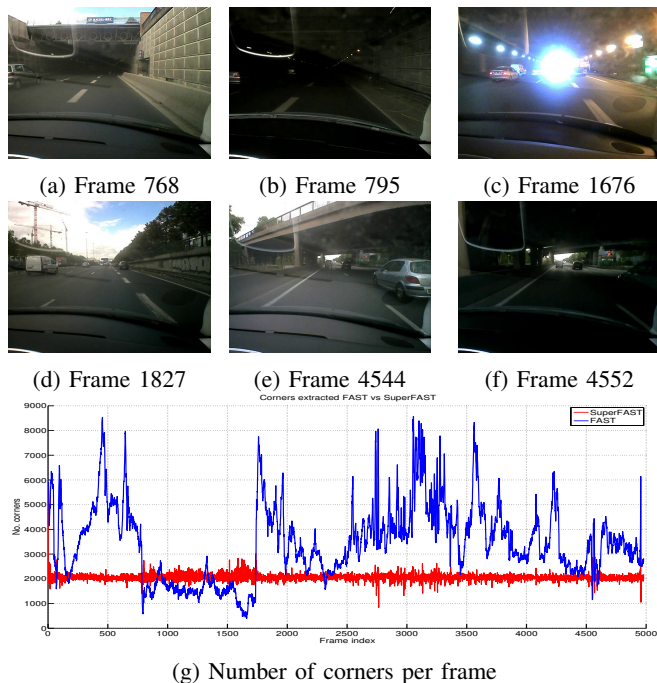 (a) Frame 768
(b) Frame 795
(c) Frame 1676
(d) Frame 1827
(e) Frame 4544
(f) Frame 4552
Corners extracted FAST vs SuperFAST
SuperFAST
FAST
No. corners
9000
8000
7000
6000
5000
4000
3000
2000
1000
0
0 500 1000 1500 2000 2500 3000 3500 4000 4500 5000
Frame index
(g) Number of corners per frame